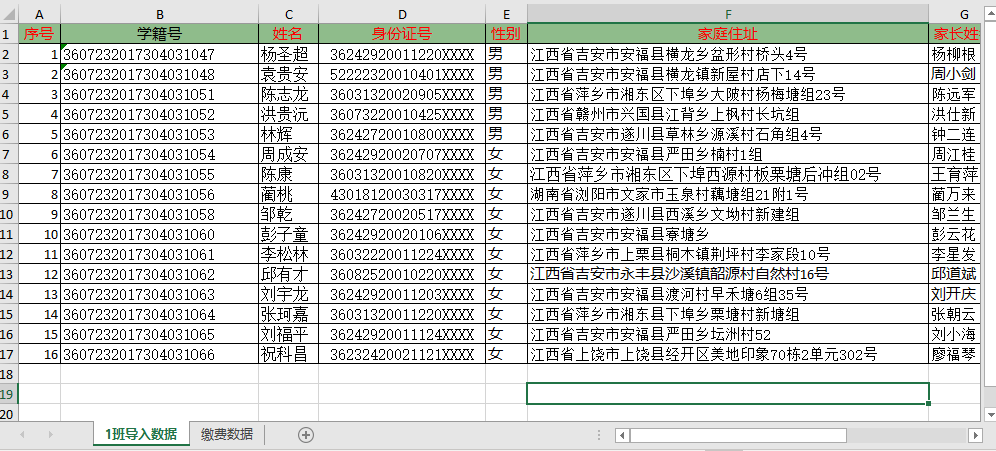 A B C D E F G
1 序号 学籍号 姓名 身份证号 性别 家庭住址 家长姓
2 1 3607232017304031047 杨圣超 36242920011220XXXX 男 江西省吉安市安福县横龙乡盆形村桥头4号 杨柳根
3 2 3607232017304031048 袁贵安 52222320010401XXXX 男 江西省吉安市安福县横龙镇新屋村店下14号 周小剑
4 3 3607232017304031051 陈志龙 36031320020905XXXX 男 江西省萍乡市湘东区下埠乡大陂村杨梅塘组23号 陈远军
5 4 3607232017304031052 洪贵沅 36073220010425XXXX 男 江西省赣州市兴国县江背乡上枫村长坑组 洪仕新
6 5 3607232017304031053 林辉 36242720010800XXXX 男 江西省吉安市遂川县草林乡源溪村石角组4号 钟二连
7 6 3607232017304031054 周成安 36242920020707XXXX 女 江西省吉安市安福县严田乡楠村1组 周江桂
8 7 3607232017304031055 陈康 36031320010820XXXX 女 江西省萍乡市湘东区下埠西源村板栗塘后冲组02号 王育萍
9 8 3607232017304031056 蔺桃 43018120030317XXXX 女 湖南省浏阳市文家市玉泉村藕塘组21附1号 蔺万来
10 9 3607232017304031058 邹乾 36242720020517XXXX 女 江西省吉安市遂川县西溪乡文坳村新建组 邹兰生
11 10 3607232017304031060 彭子童 36242920020106XXXX 女 江西省吉安市安福县寮塘乡 彭云花
12 11 3607232017304031061 李松林 36032220011224XXXX 女 江西省萍乡市上栗县桐木镇荆坪村李家段10号 李星发
13 12 3607232017304031062 邱有才 36082520010220XXXX 女 江西省吉安市永丰县沙溪镇韶源村自然村16号 邱道斌
14 13 3607232017304031063 刘宇龙 36242920011203XXXX 女 江西省吉安市安福县渡河村早禾塘6组35号 刘开庆
15 14 3607232017304031064 张珂嘉 36031320011220XXXX 女 江西省萍乡市湘东县下埠乡栗塘村新塘组 张朝云
16 15 3607232017304031065 刘福平 36242920011124XXXX 女 江西省吉安市安福县严田乡坛洲村52 刘小海
17 16 3607232017304031066 祝科昌 36232420021121XXXX 女 江西省上饶市上饶县经开区美地印象70栋2单元302号 廖福琴
18
19
20
1班导入数据 缴费数据